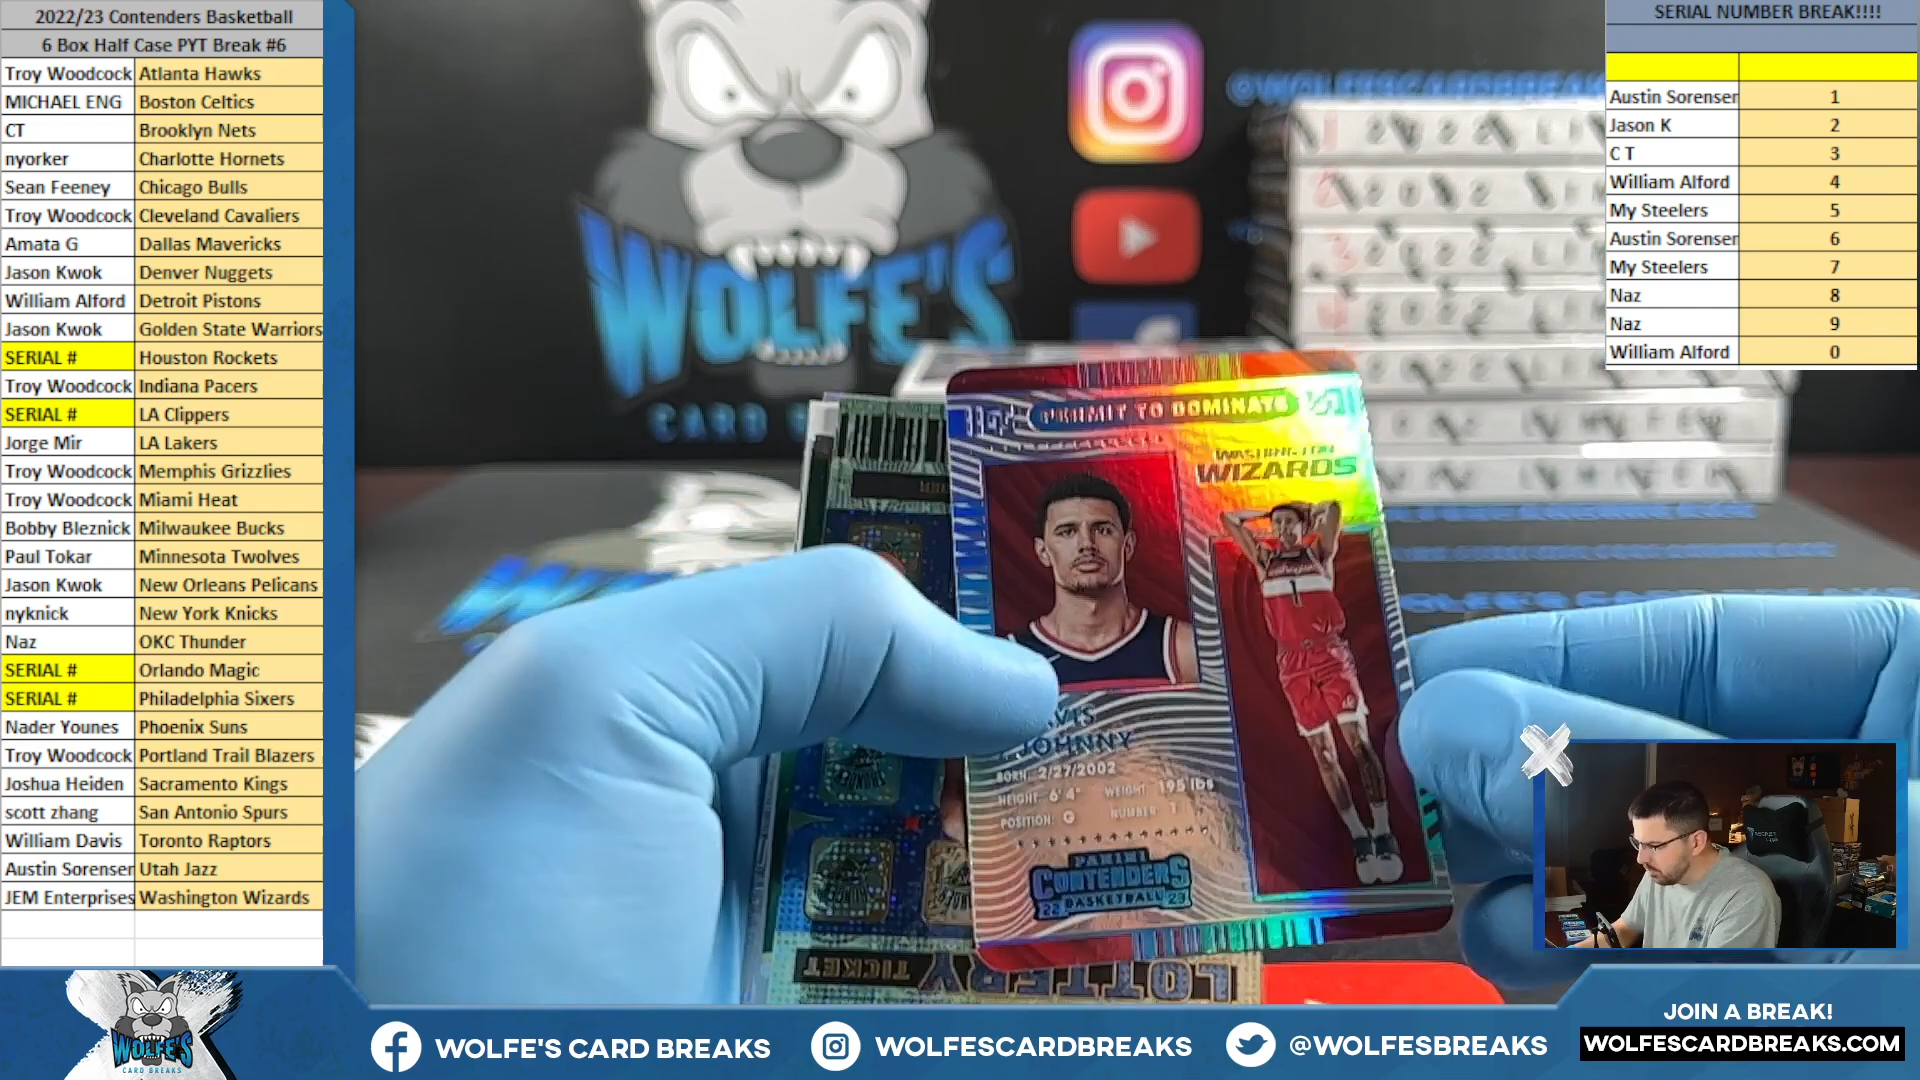 2022/23 Contenders Basketball
6 Box Half Case PYT Break #6
Troy Woodcock Atlanta Hawks
MICHAEL ENG Boston Celtics
CT Brooklyn Nets
nyorker Charlotte Hornets
Sean Feeney Chicago Bulls
Troy Woodcock Cleveland Cavaliers
Amata G Dallas Mavericks
Jason Kwok Denver Nuggets
William Alford Detroit Pistons
Jason Kwok Golden State Warriors
SERIAL # Houston Rockets
Troy Woodcock Indiana Pacers
SERIAL # LA Clippers
Jorge Mir LA Lakers
Troy Woodcock Memphis Grizzlies
Troy Woodcock Miami Heat
Bobby Bleznick Milwaukee Bucks
Paul Tokar Minnesota Twolves
Jason Kwok New Orleans Pelicans
nyknick New York Knicks
Naz OKC Thunder
SERIAL # Orlando Magic
SERIAL # Philadelphia Sixers
Nader Younes Phoenix Suns
Troy Woodcock Portland Trail Blazers
Joshua Heiden Sacramento Kings
scott zhang San Antonio Spurs
William Davis Toronto Raptors
Austin Sorenser Utah Jazz
JEM Enterprises Washington Wizards
SERIAL NUMBER BREAK!!!!
Austin Sorenser 1
Jason K 2
C T 3
William Alford 4
My Steelers 5
Austin Sorenser 6
My Steelers 7
Naz 8
Naz 9
William Alford 0
@WOLFESCARDBREAKS
WOLFE'S
CARD
PERMIT TO DOMINATE
WASHINGTON
WIZARDS
JOHNNY
BORN: 2/27/2002
HEIGHT: 6' 4" WEIGHT: 195 lbs
POSITION: G NUMBER: 1
PANINI
CONTENDERS
22 BASKETBALL 23
LOTTERY TICKET
WOLFE'S
CARD BREAKS
WOLFE'S CARD BREAKS
WOLFESCARDBREAKS
@WOLFESBREAKS
JOIN A BREAK!
WOLFESCARDBREAKS.COM